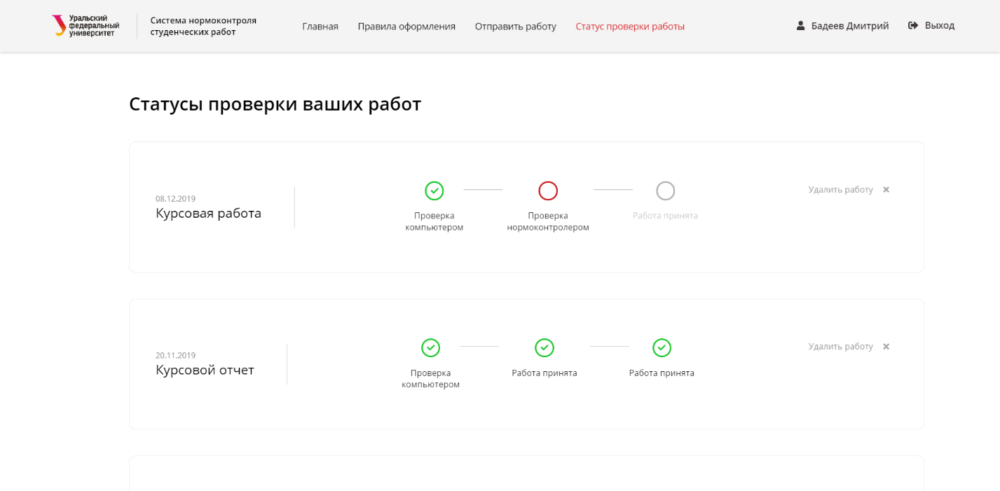 Уральский
федеральный
университет
Система нормоконтроля
студенческих работ
Главная
Правила оформления
Отправить работу
Статус проверки работы
Бадеев Дмитрий
Выход
Статусы проверки ваших работ
08.12.2019
Курсовая работа
Проверка
компьютером
Проверка
нормоконтролером
Работа принята
Удалить работу
20.11.2019
Курсовой отчет
Проверка
компьютером
Работа принята
Работа принята
Удалить работу